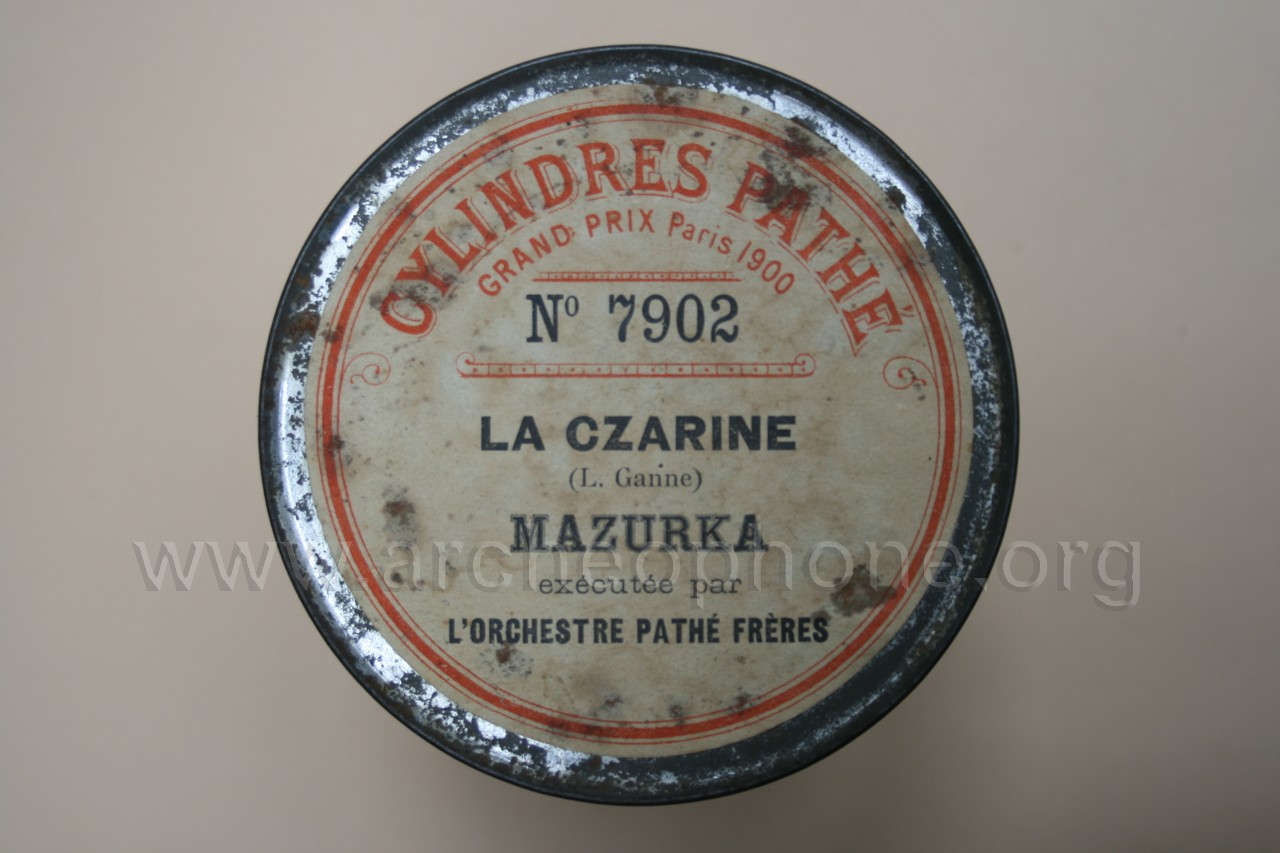 CYLINDRES PATHÉ
GRAND PRIX Paris 1900
Nº 7902
LA CZARINE
(L. Ganne)
MAZURKA
www.archeophone.org
exécutée par
L'ORCHESTRE PATHÉ FRÈRES